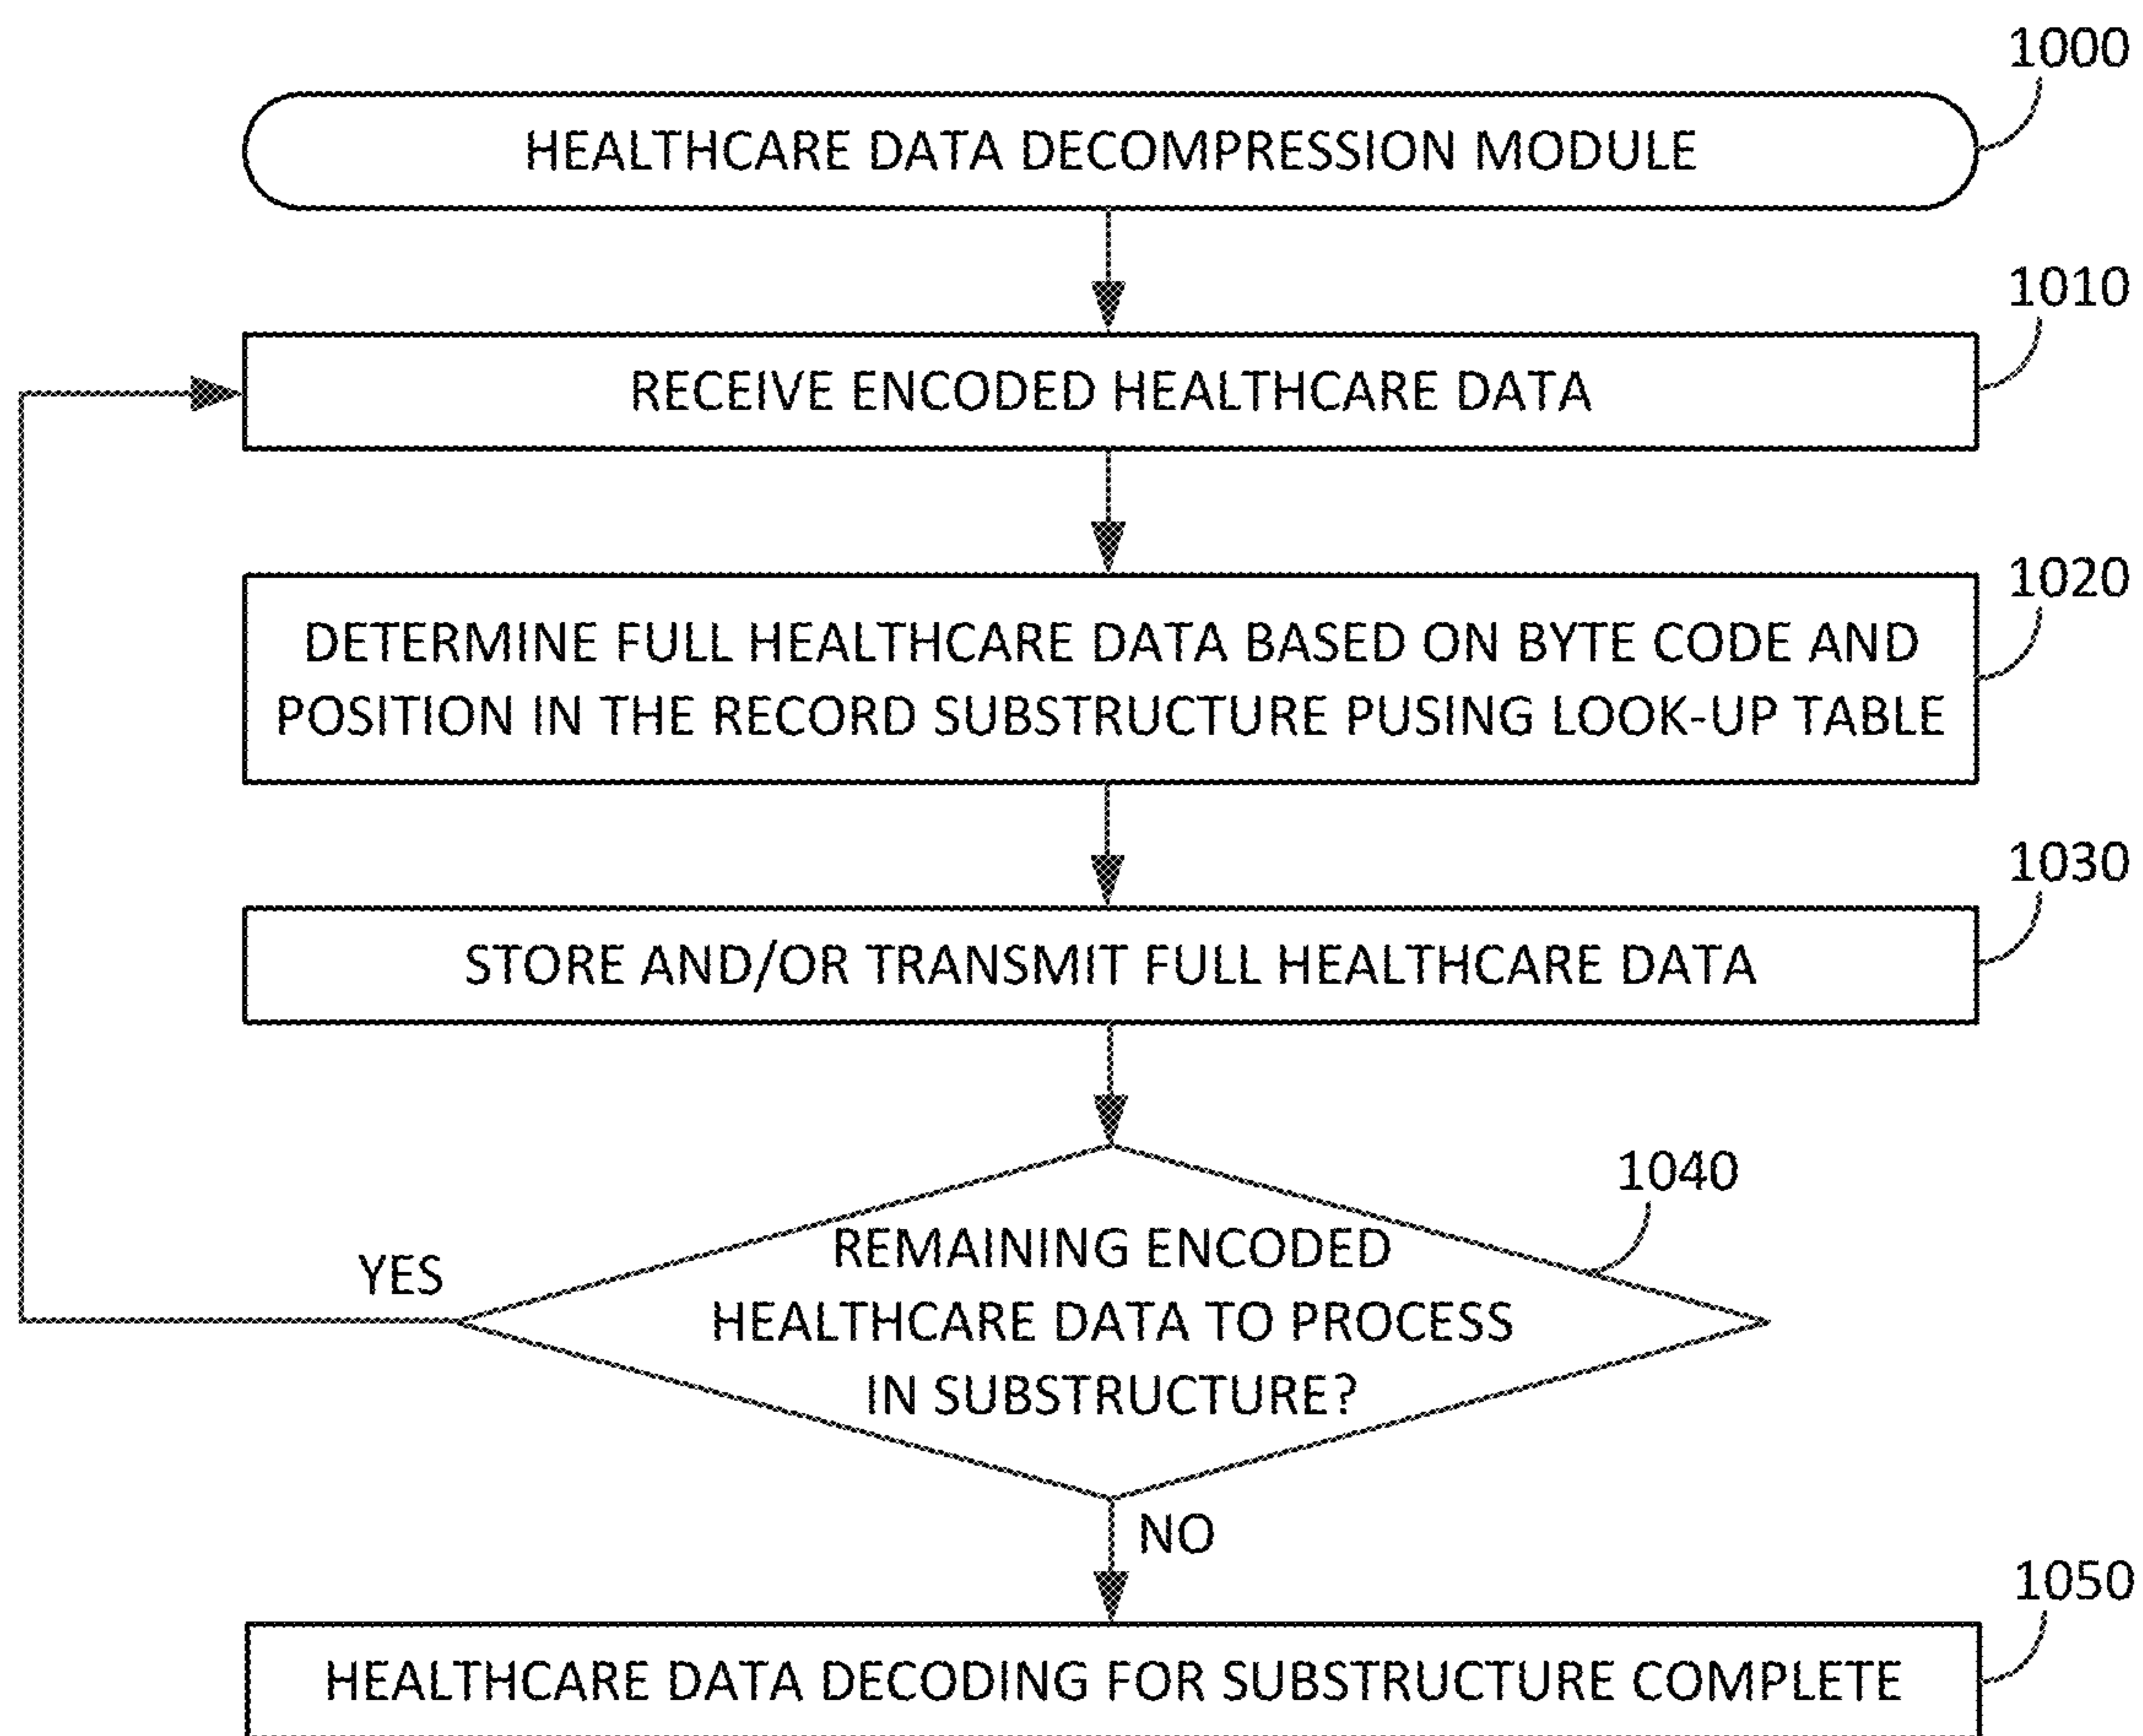 1000
HEALTHCARE DATA DECOMPRESSION MODULE
1010
RECEIVE ENCODED HEALTHCARE DATA
1020
DETERMINE FULL HEALTHCARE DATA BASED ON BYTE CODE AND
POSITION IN THE RECORD SUBSTRUCTURE PUSING LOOK-UP TABLE
1030
STORE AND/OR TRANSMIT FULL HEALTHCARE DATA
1040
REMAINING ENCODED
HEALTHCARE DATA TO PROCESS
IN SUBSTRUCTURE?
YES
NO
1050
HEALTHCARE DATA DECODING FOR SUBSTRUCTURE COMPLETE